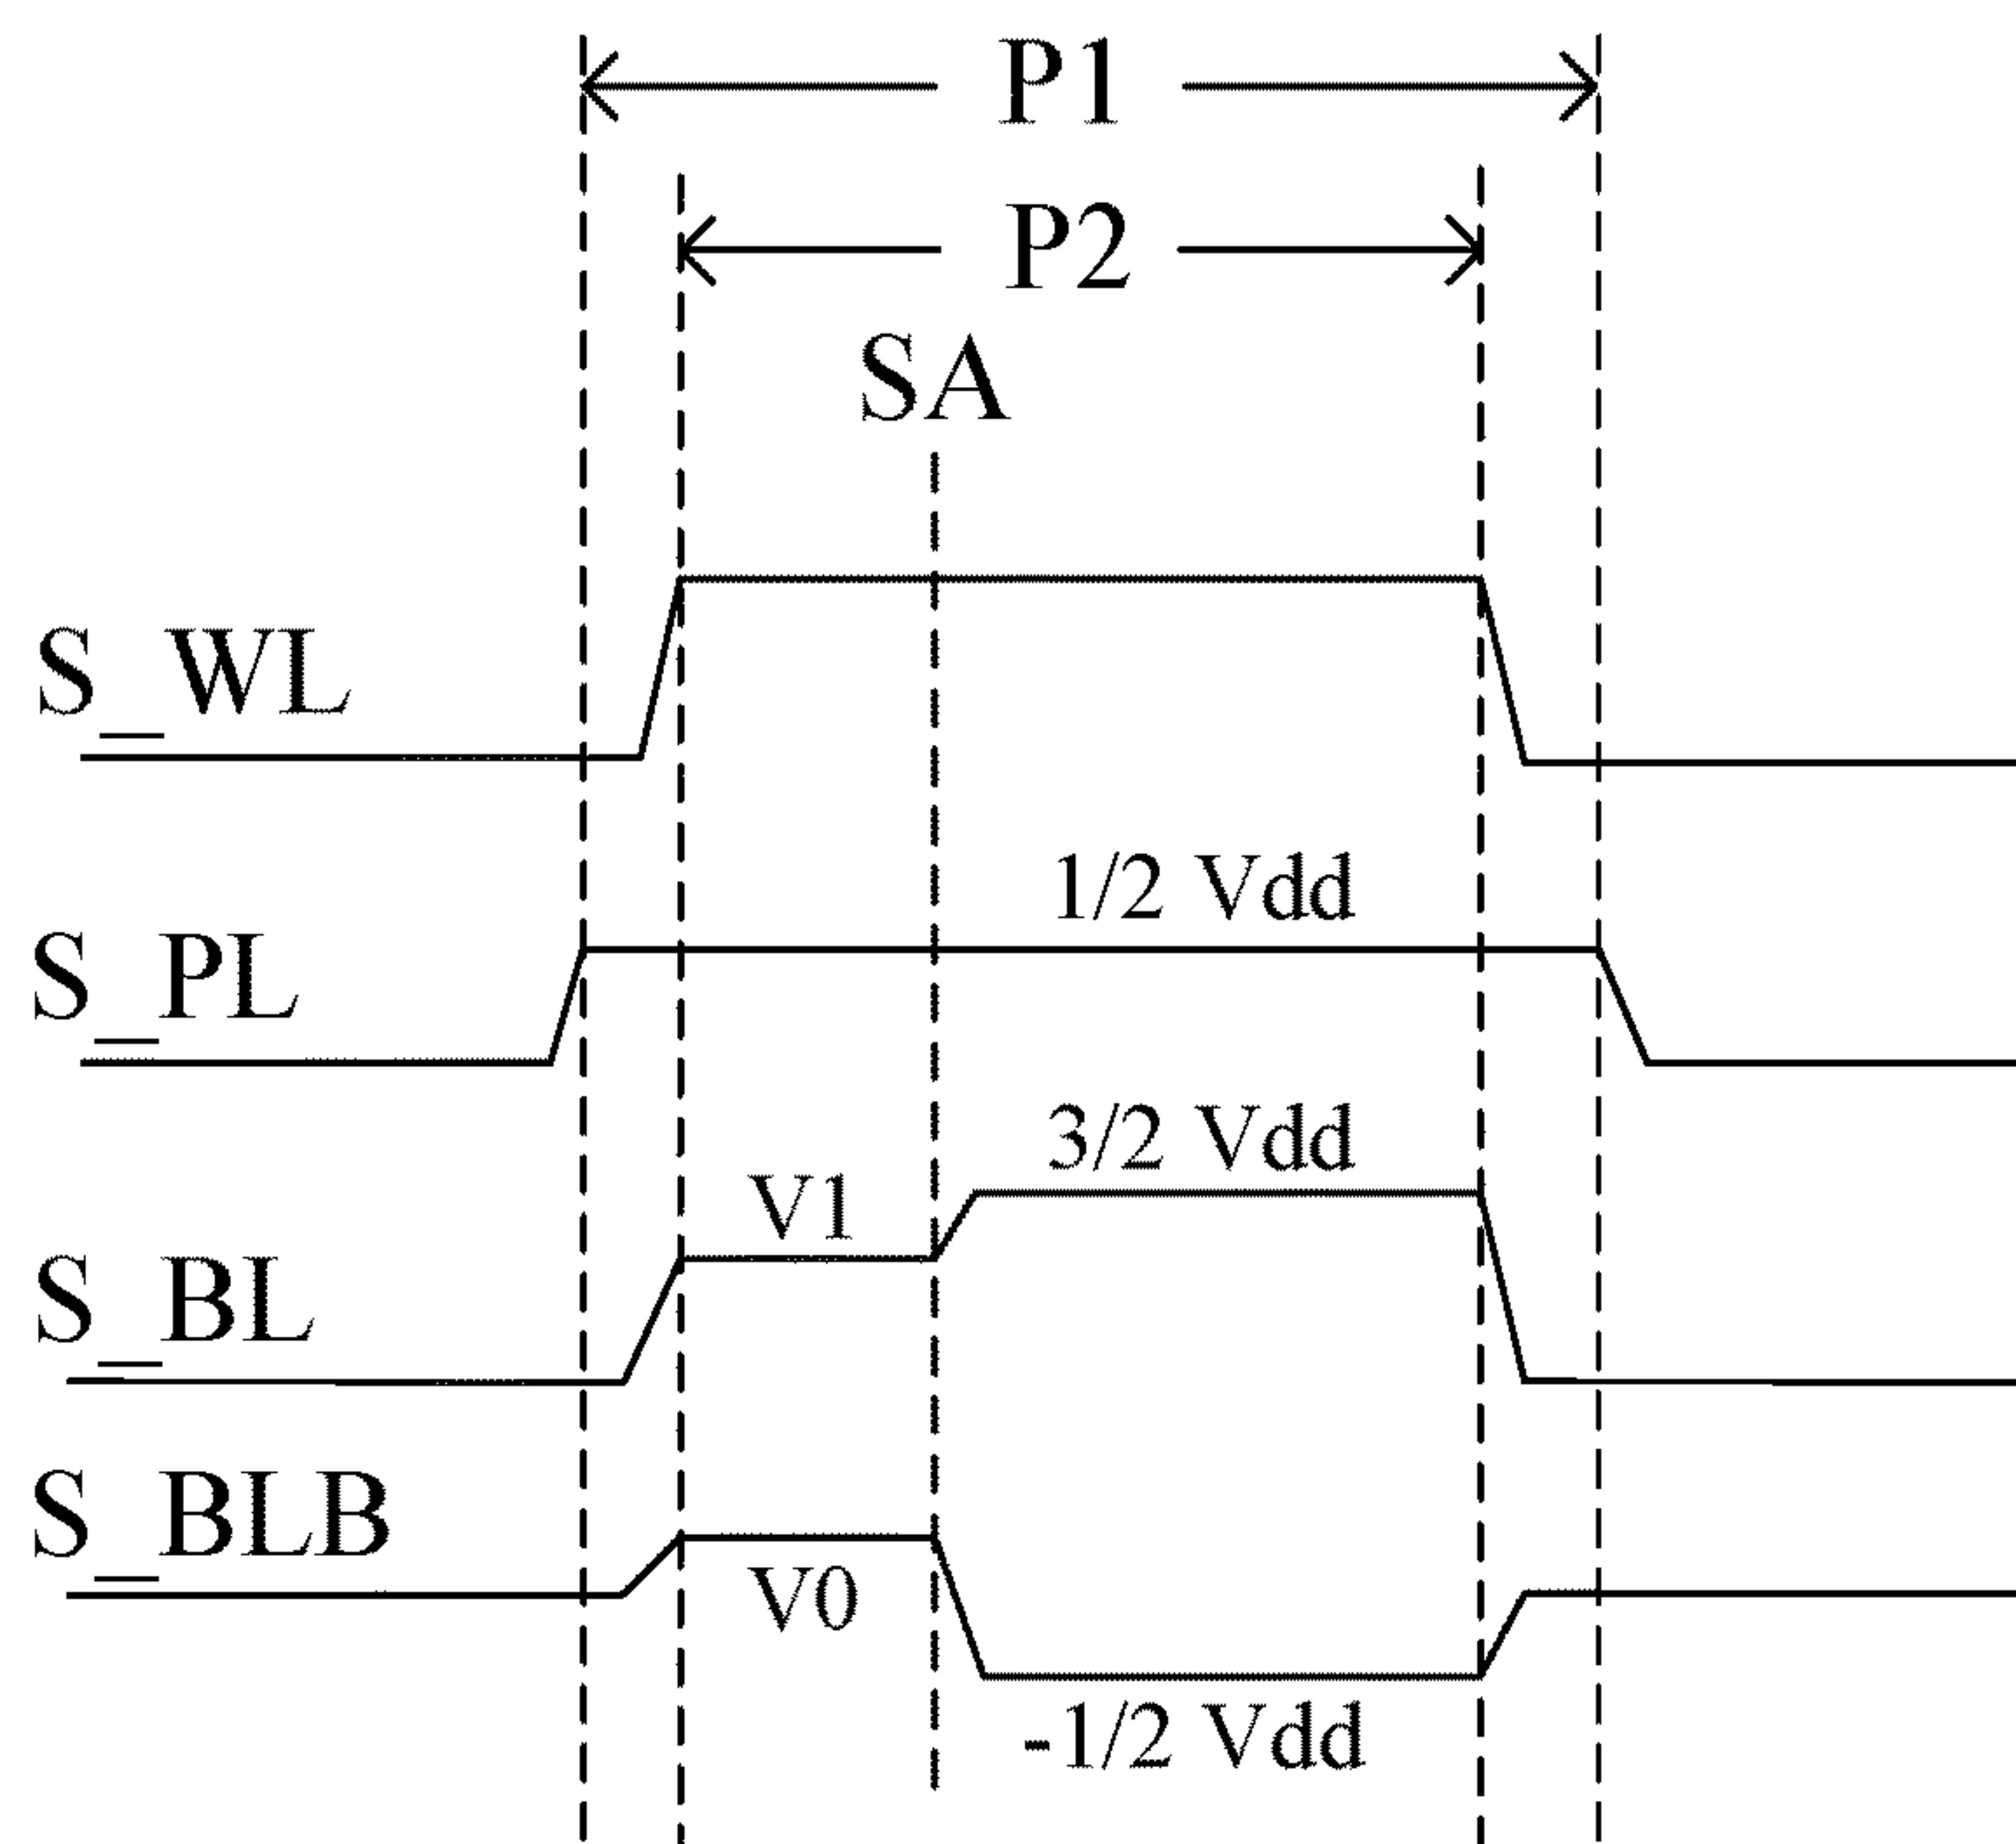 P1
P2
SA
S_WL
1/2 Vdd
S_PL
3/2 Vdd
V1
S_BL
S_BLB
V0
-1/2 Vdd